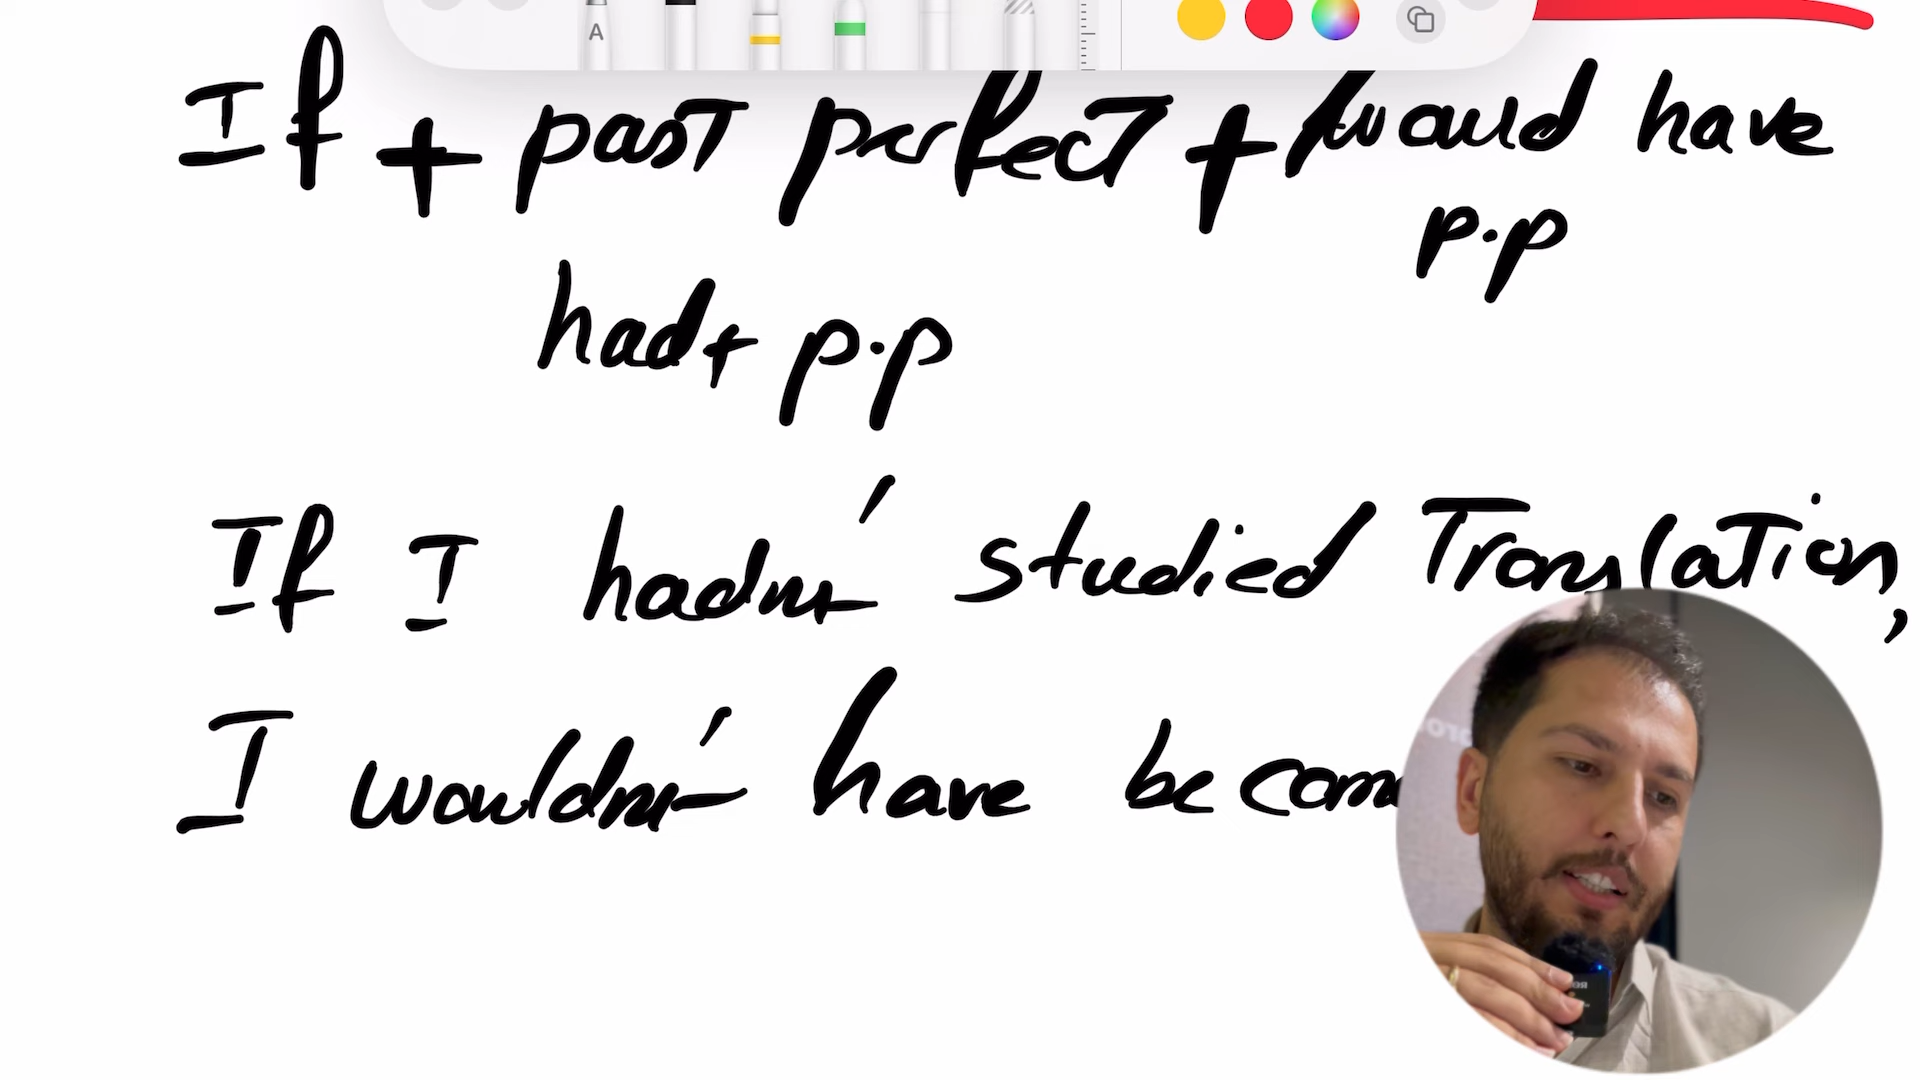 If + past perfect + would have
p.p
had + p.p
If I hadn't studied Translation,
I wouldn't have become